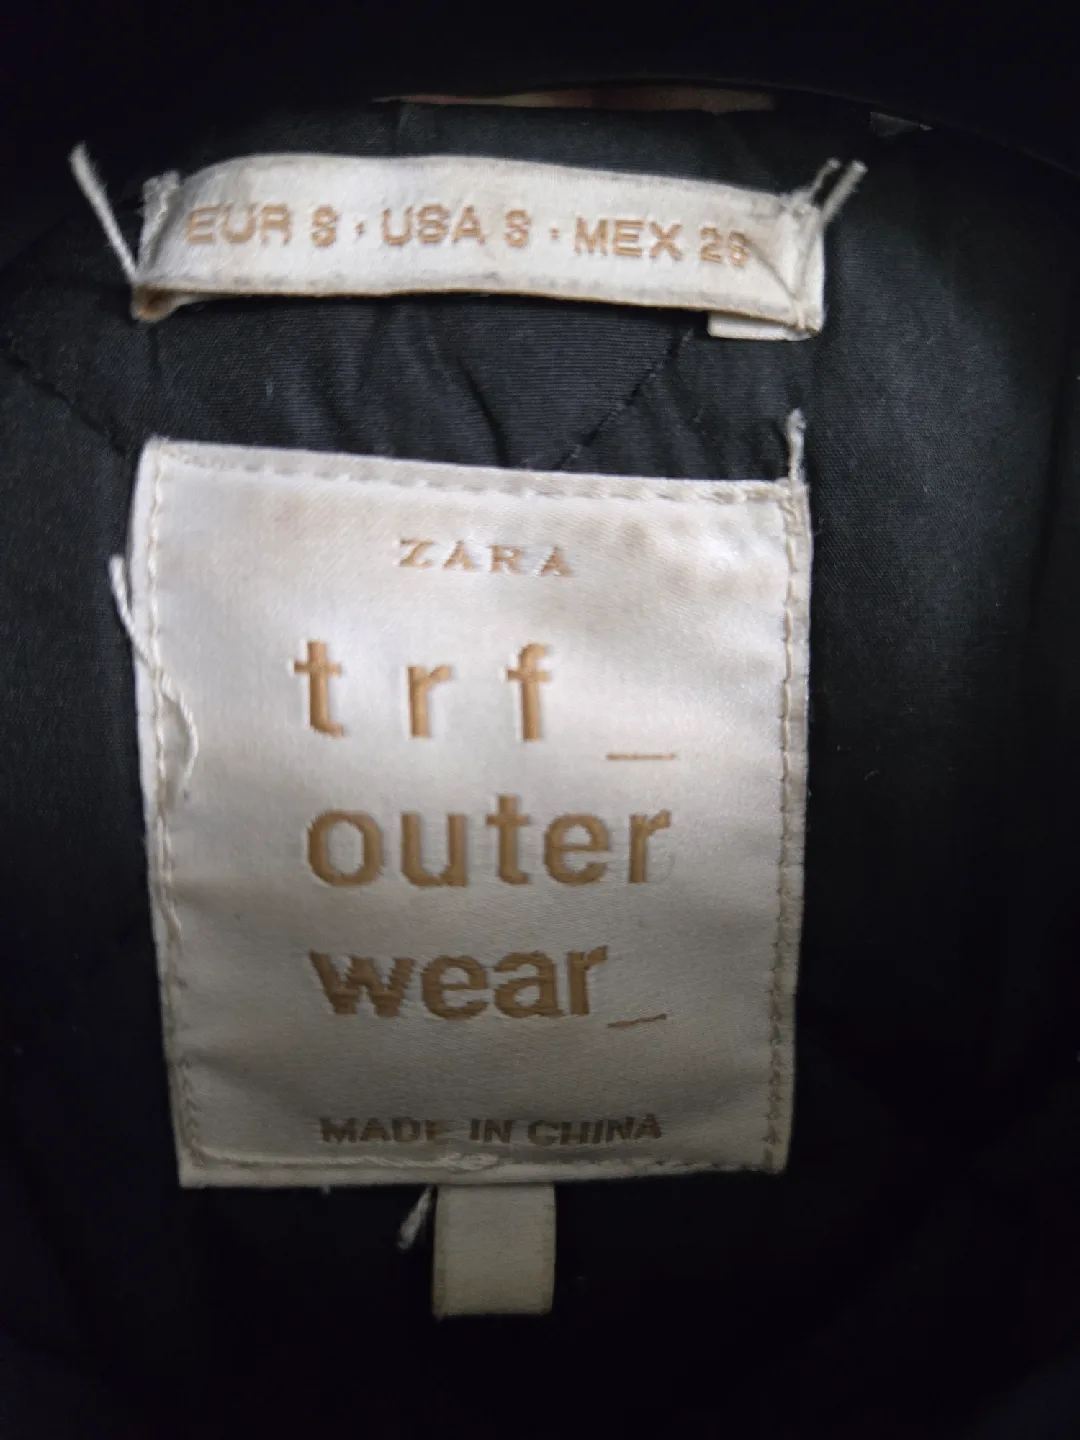 EUR S · USA S · MEX 26
ZARA
trf_
outer
wear_
MADE IN CHINA